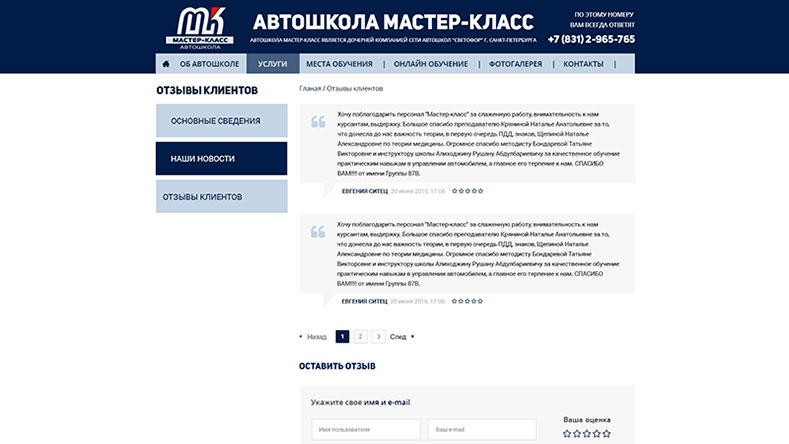 МК
МАСТЕР-КЛАСС
АВТОШКОЛА
АВТОШКОЛА МАСТЕР-КЛАСС
АВТОШКОЛА МАСТЕР-КЛАСС ЯВЛЯЕТСЯ ДОЧЕРНЕЙ КОМПАНИЕЙ СЕТИ АВТОШКОЛ "СВЕТОФОР" Г. САНКТ-ПЕТЕРБУРГА
ПО ЭТОМУ НОМЕРУ
ВАМ ВСЕГДА ОТВЕТЯТ
+7 (831) 2-965-765
ОБ АВТОШКОЛЕ УСЛУГИ МЕСТА ОБУЧЕНИЯ | ОНЛАЙН ОБУЧЕНИЕ | ФОТОГАЛЕРЕЯ | КОНТАКТЫ |
ОТЗЫВЫ КЛИЕНТОВ
ОСНОВНЫЕ СВЕДЕНИЯ
НАШИ НОВОСТИ
ОТЗЫВЫ КЛИЕНТОВ
Гланая / Отзывы клиентов
Хочу поблагодарить персонал "Мастер-класс" за слаженную работу, внимательность к нам
курсантам, выдержку. Большое спасибо преподавателю Кряниной Наталье Анатольевне за то,
что донесла до нас важность теории, в первую очередь ПДД, знаков, Щепиной Наталье
Александровне по теории медицины. Огромное спасибо методисту Бондаревой Татьяне
Викторовне и инструктору школы Алиходжину Рушану Абдулбариевичу за качественное обучение
практическим навыкам в управлении автомобилем, а главное его терпение к нам. СПАСИБО
ВАМ!!!! от имени Группы 87В.
ЕВГЕНИЯ СИТЕЦ 20 июня 2016, 17:06
Хочу поблагодарить персонал "Мастер-класс" за слаженную работу, внимательность к нам
курсантам, выдержку. Большое спасибо преподавателю Кряниной Наталье Анатольевне за то,
что донесла до нас важность теории, в первую очередь ПДД, знаков, Щепиной Наталье
Александровне по теории медицины. Огромное спасибо методисту Бондаревой Татьяне
Викторовне и инструктору школы Алиходжину Рушану Абдулбариевичу за качественное обучение
практическим навыкам в управлении автомобилем, а главное его терпение к нам. СПАСИБО
ВАМ!!!! от имени Группы 87В.
ЕВГЕНИЯ СИТЕЦ 20 июня 2016, 17:06
Назад 1 2 3 След
ОСТАВИТЬ ОТЗЫВ
Укажите свое имя и e-mail
Ваша оценка
Имя пользователя
Ваш e-mail